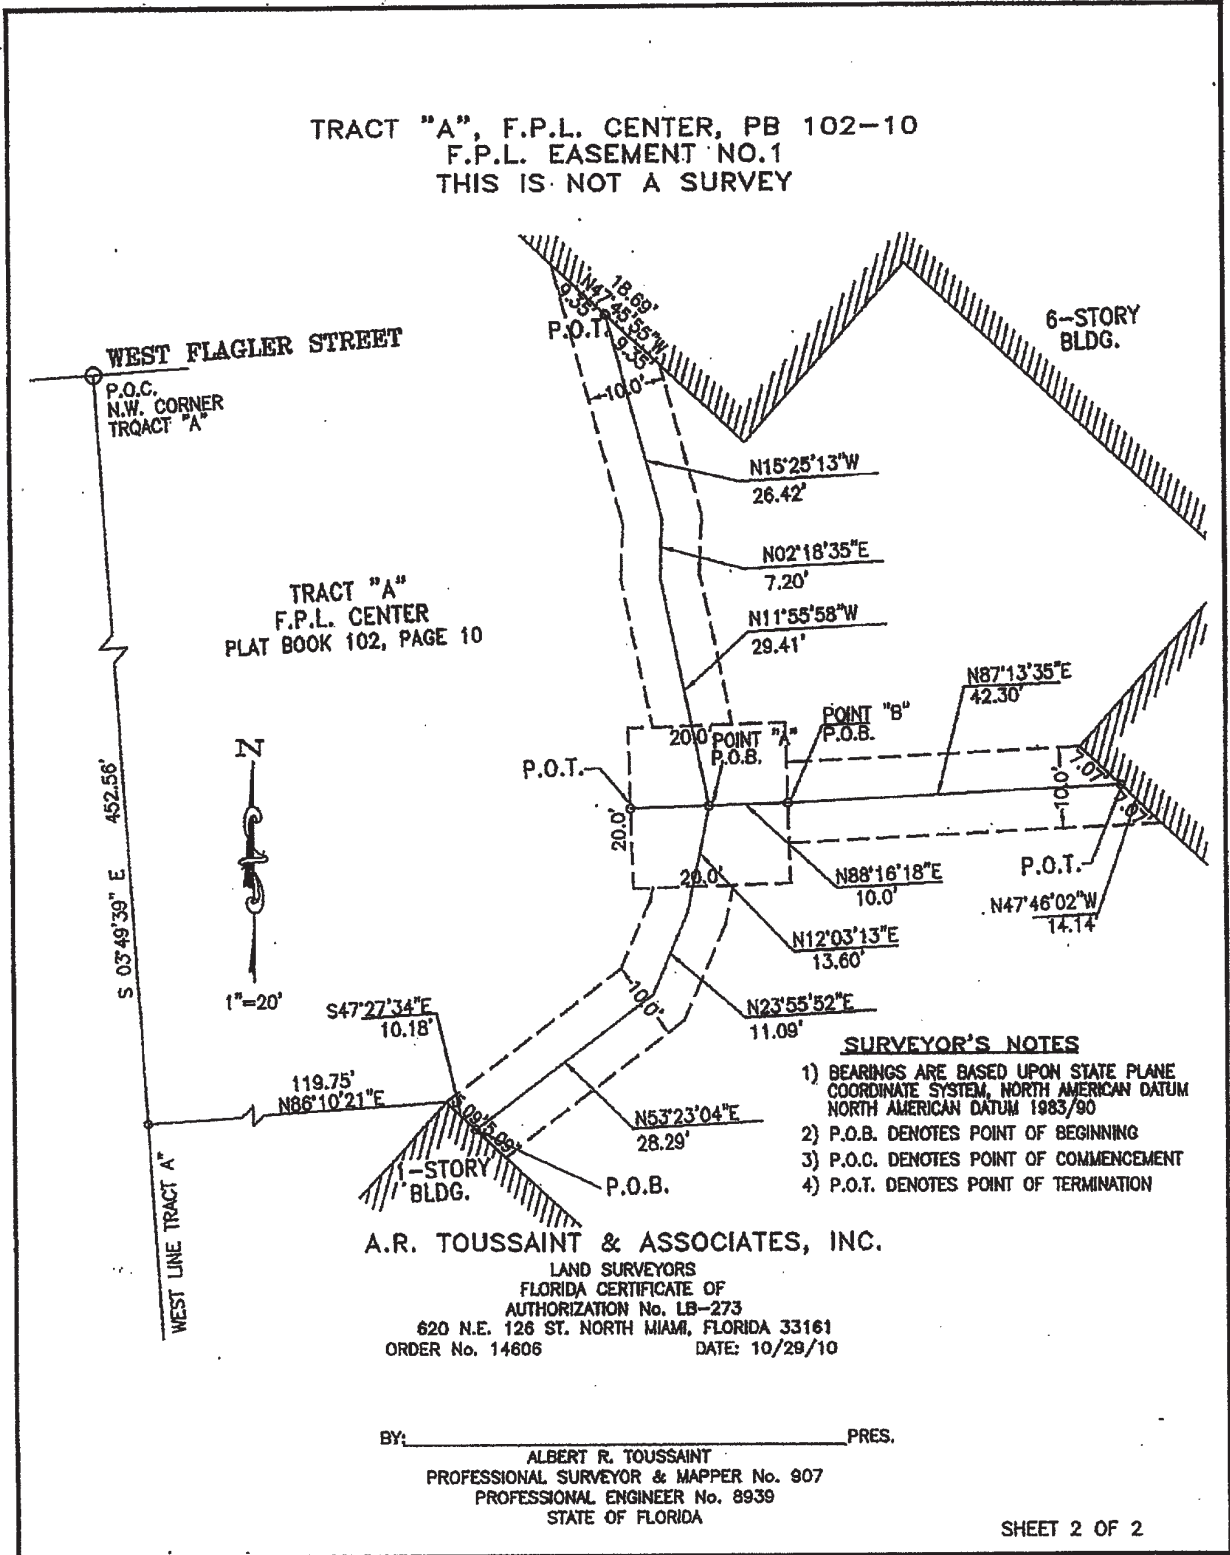 TRACT "A", F.P.L. CENTER, PB 102-10
F.P.L. EASEMENT NO.1
THIS IS NOT A SURVEY
18.69'
N47°45'55"W
9.35'
9.35'
P.O.T.
10.0'
6-STORY
BLDG.
WEST FLAGLER STREET
P.O.C.
N.W. CORNER
TRQACT "A"
N15°25'13"W
26.42'
N02°18'35"E
7.20'
TRACT "A"
F.P.L. CENTER
PLAT BOOK 102, PAGE 10
N11°55'58"W
29.41'
N87°13'35"E
42.30'
POINT "B"
P.O.B.
20.0'
POINT "A"
P.O.B.
N
P.O.T.
7.07'
10.0'
7.07'
S 03°49'39" E 452.56'
20.0'
20.0'
P.O.T.
N88°16'18"E
10.0'
N47°46'02"W
14.14'
N12°03'13"E
13.60'
1"=20'
10.0'
S47°27'34"E
10.18'
N23°55'52"E
11.09'
119.75'
N86°10'21"E
5.09'
5.09'
N53°23'04"E
28.29'
1-STORY
BLDG.
P.O.B.
WEST LINE TRACT A"
SURVEYOR'S NOTES
1) BEARINGS ARE BASED UPON STATE PLANE
COORDINATE SYSTEM, NORTH AMERICAN DATUM
NORTH AMERICAN DATUM 1983/90
2) P.O.B. DENOTES POINT OF BEGINNING
3) P.O.C. DENOTES POINT OF COMMENCEMENT
4) P.O.T. DENOTES POINT OF TERMINATION
A.R. TOUSSAINT & ASSOCIATES, INC.
LAND SURVEYORS
FLORIDA CERTIFICATE OF
AUTHORIZATION No. LB-273
620 N.E. 126 ST. NORTH MIAMI, FLORIDA 33161
ORDER No. 14606 DATE: 10/29/10
BY: PRES.
ALBERT R. TOUSSAINT
PROFESSIONAL SURVEYOR & MAPPER No. 907
PROFESSIONAL ENGINEER No. 8939
STATE OF FLORIDA
SHEET 2 OF 2